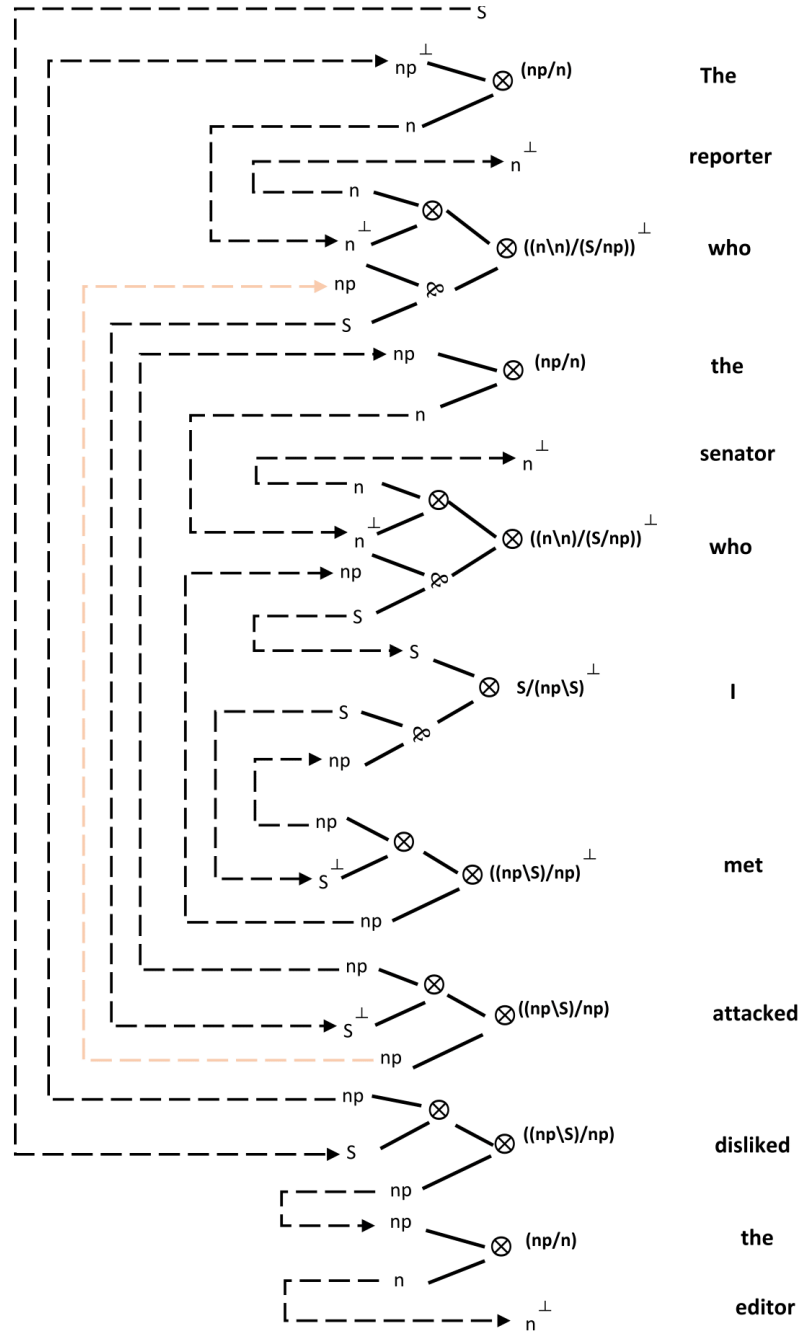 S
np ⊥ ⊗ (np/n) The
n
n ⊥ reporter
n ⊗
n ⊥ ⊗ ((n\n)/(S/np)) ⊥ who
np &
S
np ⊗ (np/n) the
n
n ⊥ senator
n ⊗
n ⊥ ⊗ ((n\n)/(S/np)) ⊥ who
np &
S
S
⊗ S/(np\S) ⊥ I
S &
np
np ⊗
S ⊥ ⊗ ((np\S)/np) ⊥ met
np
np ⊗
S ⊥ ⊗ ((np\S)/np) attacked
np
np ⊗
S ⊗ ((np\S)/np) disliked
np
np ⊗ (np/n) the
n
n ⊥ editor